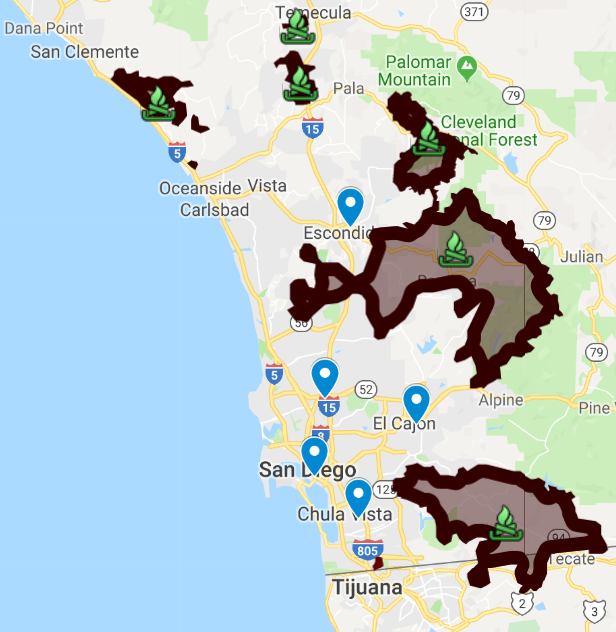 Temecula
371
Dana Point
San Clemente
Palomar
Mountain
Pala
79
15
Cleveland
onal Forest
5
Oceanside
Vista
Carlsbad
79
Escondid
Julian
56
5
79
52
15
Alpine
Pine
El Cajon
8
San Diego
125
Chula Vista
94
805
Tecate
Tijuana
2
3